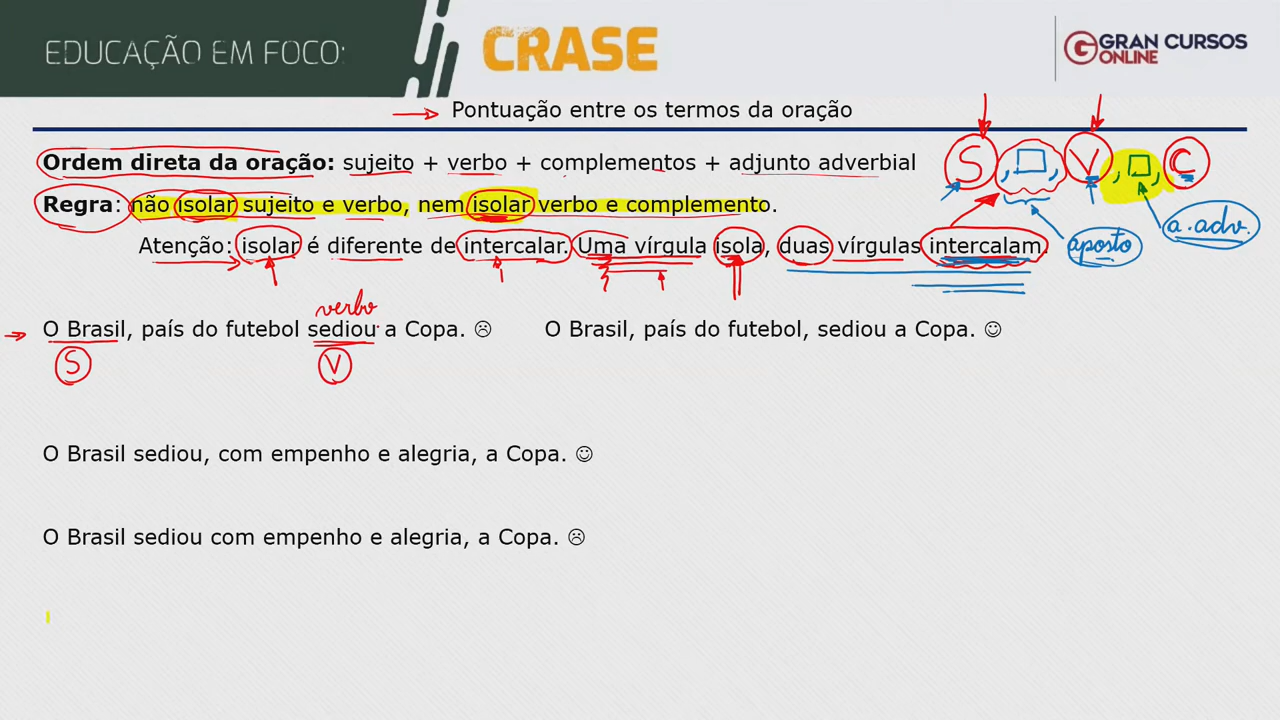 EDUCAÇÃO EM FOCO:
CRASE
GRAN CURSOS
ONLINE
Pontuação entre os termos da oração
Ordem direta da oração: sujeito + verbo + complementos + adjunto adverbial
S , , V , , C
Regra: não isolar sujeito e verbo, nem isolar verbo e complemento.
a.adv.
Atenção: isolar é diferente de intercalar. Uma vírgula isola, duas vírgulas intercalam.
aposto
verbo
O Brasil, país do futebol sediou a Copa. ☹ O Brasil, país do futebol, sediou a Copa. ☺
S V
O Brasil sediou, com empenho e alegria, a Copa. ☺
O Brasil sediou com empenho e alegria, a Copa. ☹